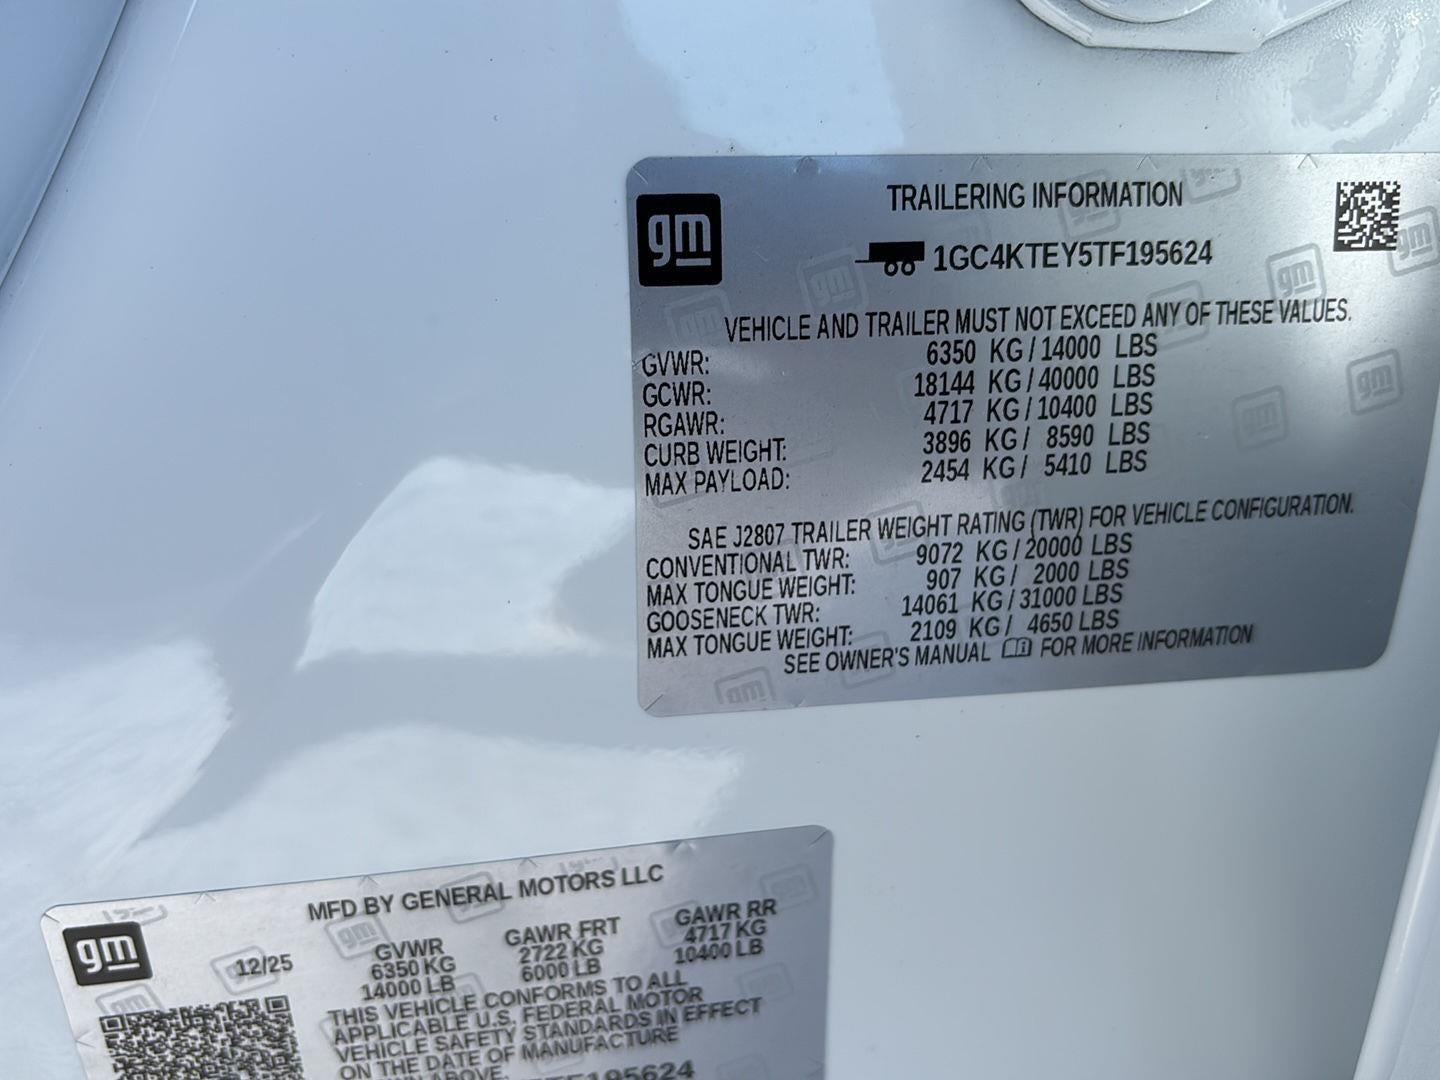 gm
TRAILERING INFORMATION
1GC4KTEY5TF195624
VEHICLE AND TRAILER MUST NOT EXCEED ANY OF THESE VALUES.
GVWR: 6350 KG / 14000 LBS
GCWR: 18144 KG / 40000 LBS
RGAWR: 4717 KG / 10400 LBS
CURB WEIGHT: 3896 KG / 8590 LBS
MAX PAYLOAD: 2454 KG / 5410 LBS
SAE J2807 TRAILER WEIGHT RATING (TWR) FOR VEHICLE CONFIGURATION.
CONVENTIONAL TWR: 9072 KG / 20000 LBS
MAX TONGUE WEIGHT: 907 KG / 2000 LBS
GOOSENECK TWR: 14061 KG / 31000 LBS
MAX TONGUE WEIGHT: 2109 KG / 4650 LBS
SEE OWNER'S MANUAL FOR MORE INFORMATION
gm
MFD BY GENERAL MOTORS LLC
12/25 GVWR GAWR FRT GAWR RR
6350 KG 2722 KG 4717 KG
14000 LB 6000 LB 10400 LB
THIS VEHICLE CONFORMS TO ALL
APPLICABLE U.S. FEDERAL MOTOR
VEHICLE SAFETY STANDARDS IN EFFECT
ON THE DATE OF MANUFACTURE
ABOVE.
195624